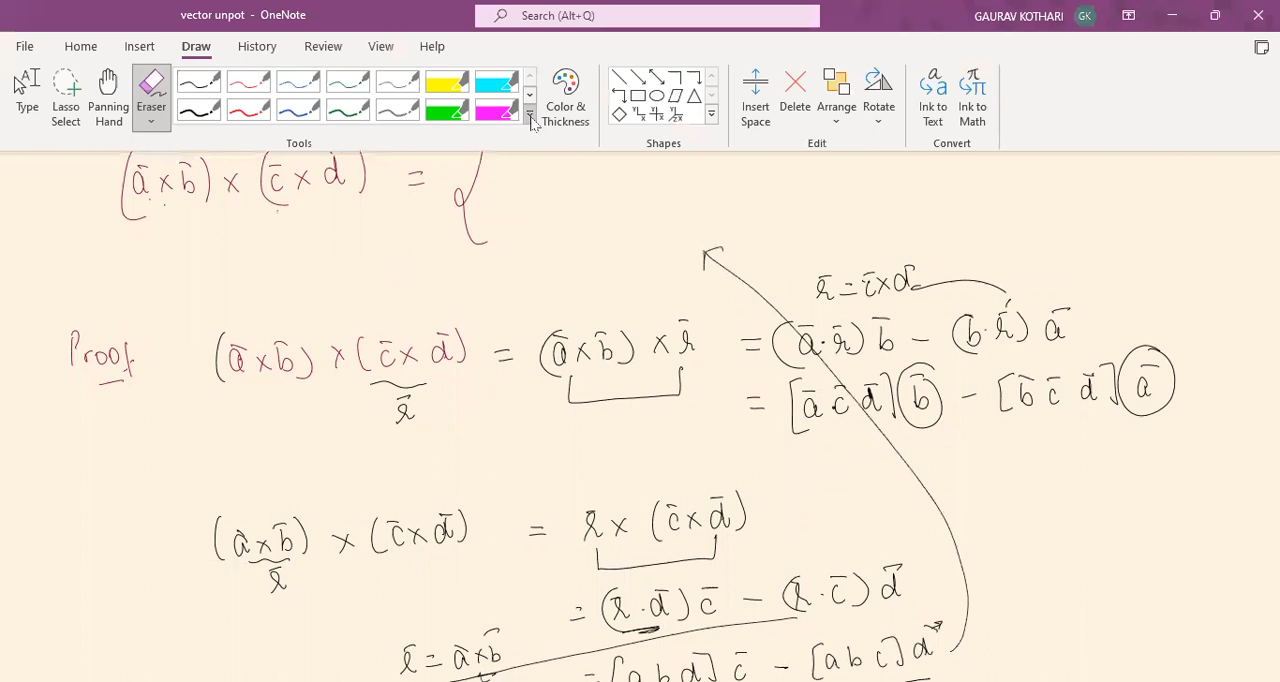 vector unpot - OneNote
Search (Alt+Q)
GAURAV KOTHARI GK
File Home Insert Draw History Review View Help
Type
Lasso Select
Panning Hand
Eraser
Color & Thickness
Insert Space
Delete
Arrange
Rotate
Ink to Text
Ink to Math
Tools
Shapes
Edit
Convert
(a̅ × b̅) × (c̅ × d̅) =
r̅ = c̅×d̅
Proof (a̅ × b̅) × (c̅ × d̅) = (a̅ × b̅) × r̅ = (a̅·r̅) b̅ − (b̅·r̅) a̅
r̅
= [a̅ c̅ d̅] b̅ − [b̅ c̅ d̅] a̅
(a̅ × b̅) × (c̅ × d̅) = r̅ × (c̅ × d̅)
r̅
= (r̅·d̅) c̅ − (r̅·c̅) d̅
r̅ = a̅×b̅
= [a b d] c̅ − [a b c] d̅